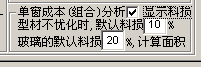 单窗成本(组合)分析 显示料损
型材不优化时,默认料损 10 %
玻璃的默认料损 20 %,计算面积